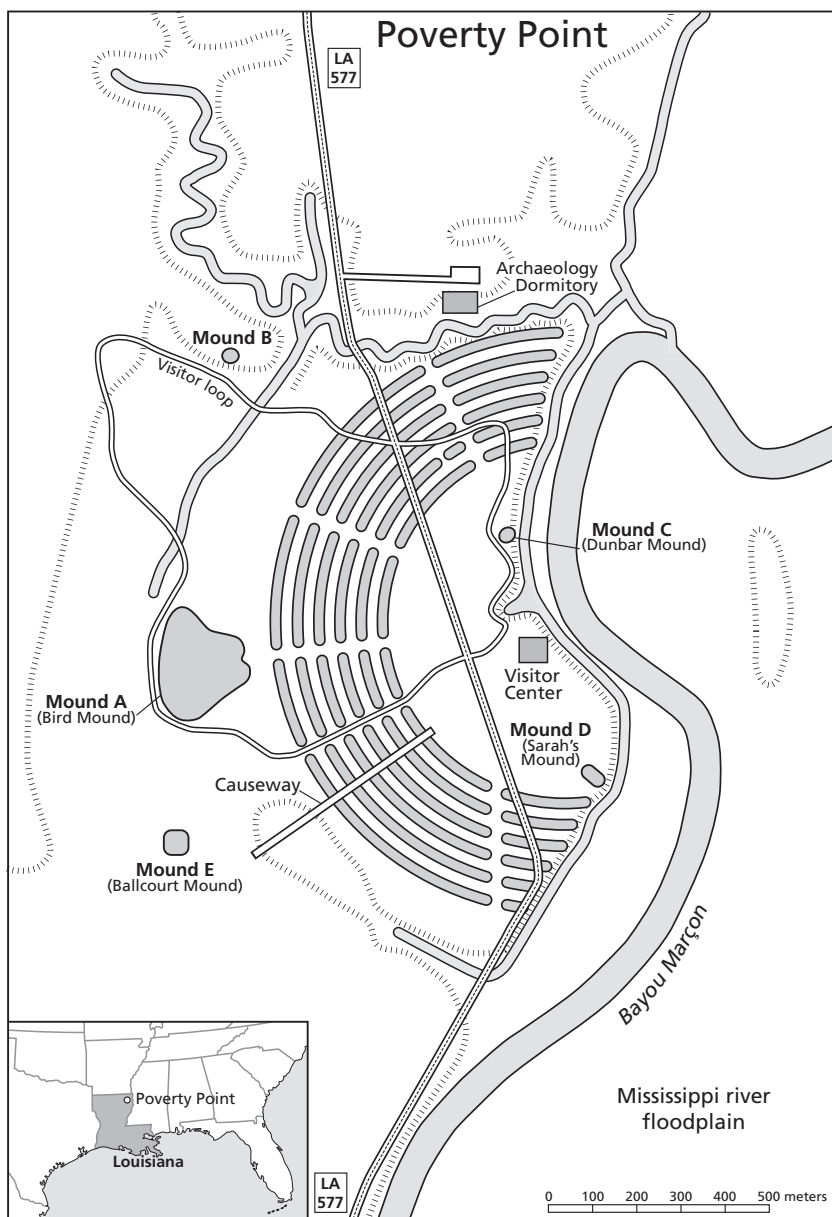 Poverty Point
LA
577
Archaeology
Dormitory
Mound B
Visitor loop
Mound C
(Dunbar Mound)
Visitor
Center
Mound A
(Bird Mound)
Mound D
(Sarah's
Mound)
Causeway
Mound E
(Ballcourt Mound)
Bayou Marçon
Poverty Point
Louisiana
Mississippi river
floodplain
LA
577
0 100 200 300 400 500 meters